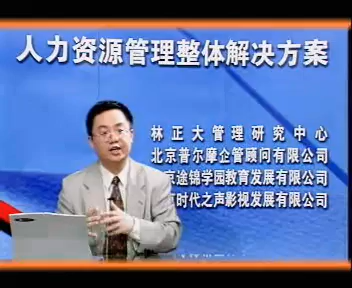 人力资源管理整体解决方案
林正大管理研究中心
北京普尔摩企管顾问有限公司
京途锦学园教育发展有限公司
京时代之声影视发展有限公司